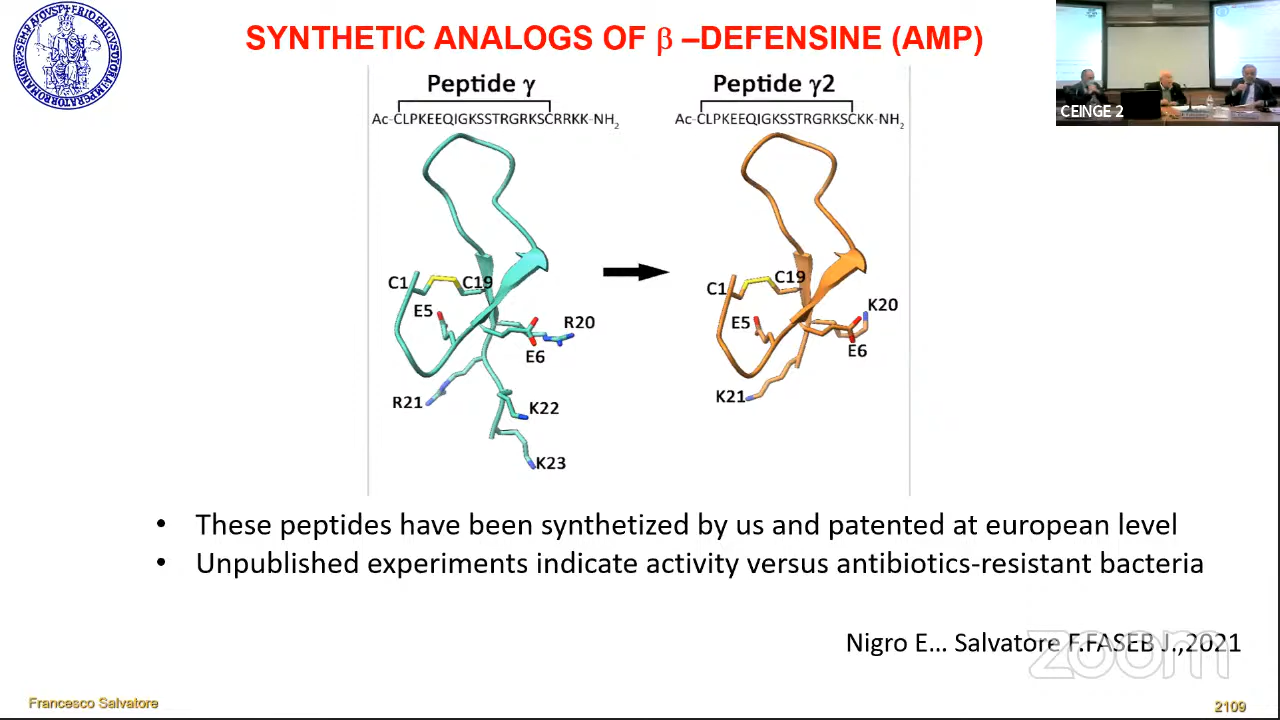 SYNTHETIC ANALOGS OF β –DEFENSINE (AMP)
CEINGE 2
Peptide γ
Peptide γ2
Ac-CLPKEEQIGKSSTRGRKSCRRKK-NH2
Ac-CLPKEEQIGKSSTRGRKSCKK-NH2
C1
C19
E5
R20
E6
R21
K22
K23
C1
C19
K20
E5
E6
K21
• These peptides have been synthetized by us and patented at european level
• Unpublished experiments indicate activity versus antibiotics-resistant bacteria
Nigro E... Salvatore F.FASEB J.,2021
zoom
Francesco Salvatore
2109